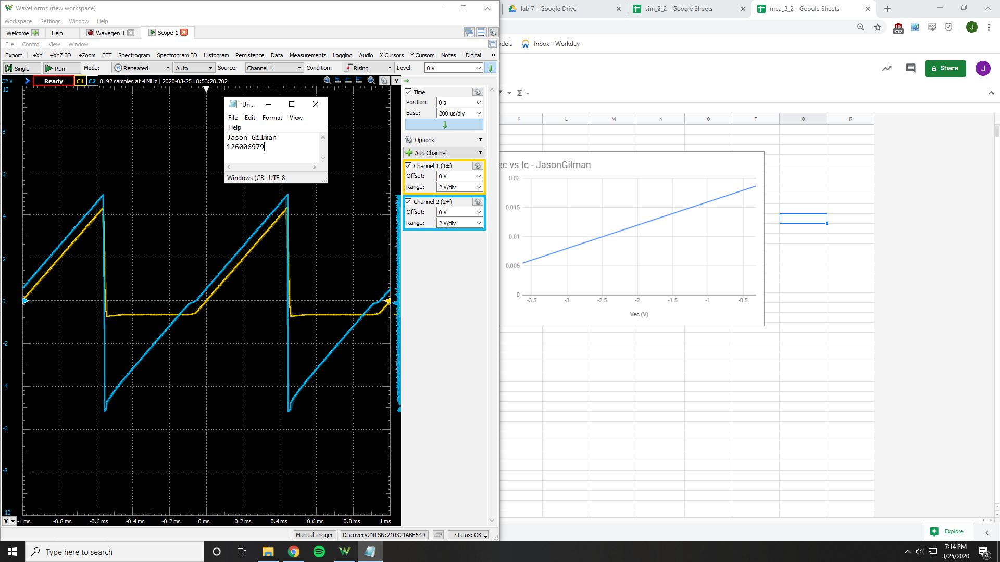 WaveForms (new workspace)
Workspace Settings Window Help
Welcome Help Wavegen 1 Scope 1
File Control View Window
Export +XY +XYZ 3D +Zoom FFT Spectrogram Spectrogram 3D Histogram Persistence Data Measurements Logging Audio X Cursors Y Cursors Notes Digital »
Single Run Mode: Repeated Auto Source: Channel 1 Condition: Rising Level: 0 V
C2 V Ready C1 C2 8192 samples at 4 MHz | 2020-03-25 18:53:28.702 Y
10
8
6
4
2
0
-2
-4
-6
-8
-10
X -1 ms -0.8 ms -0.6 ms -0.4 ms -0.2 ms 0 ms 0.2 ms 0.4 ms 0.6 ms 0.8 ms 1 ms
Manual Trigger Discovery2NI SN:210321ABE64D Status: OK
*Un...
File Edit Format View
Help
Jason Gilman
126006979
Windows (CR UTF-8
Time
Position: 0 s
Base: 200 us/div
Options
Add Channel
Channel 1 (1±)
Offset: 0 V
Range: 2 V/div
Channel 2 (2±)
Offset: 0 V
Range: 2 V/div
lab 7 - Google Drive sim_2_2 - Google Sheets mea_2_2 - Google Sheets
312
ndela Inbox - Workday
J
Share J
Σ
K L M N O P Q R
ec vs Ic - JasonGilman
0.02
0.015
0.01
0.005
0
-3.5 -3 -2.5 -2 -1.5 -1 -0.5
Vec (V)
Explore
Type here to search
7:14 PM
3/25/2020
4